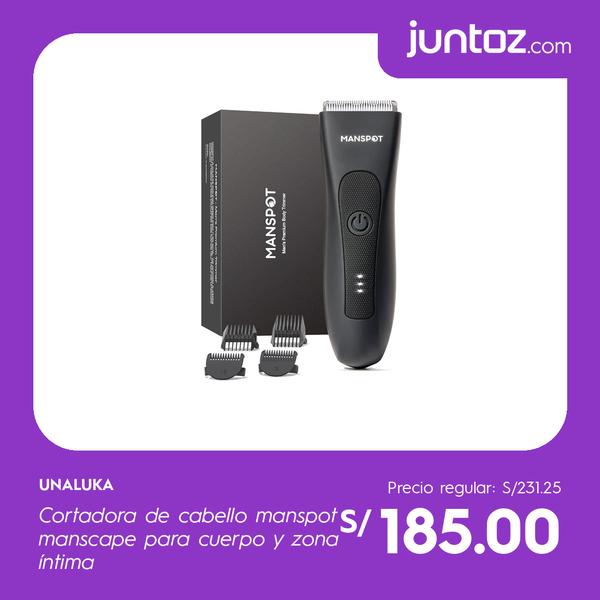 juntoz.com
MANSPOT
MANSPOT
Men's Premium Body Trimmer
UNALUKA
Cortadora de cabello manspot
manscape para cuerpo y zona
íntima
Precio regular: S/231.25
S/185.00